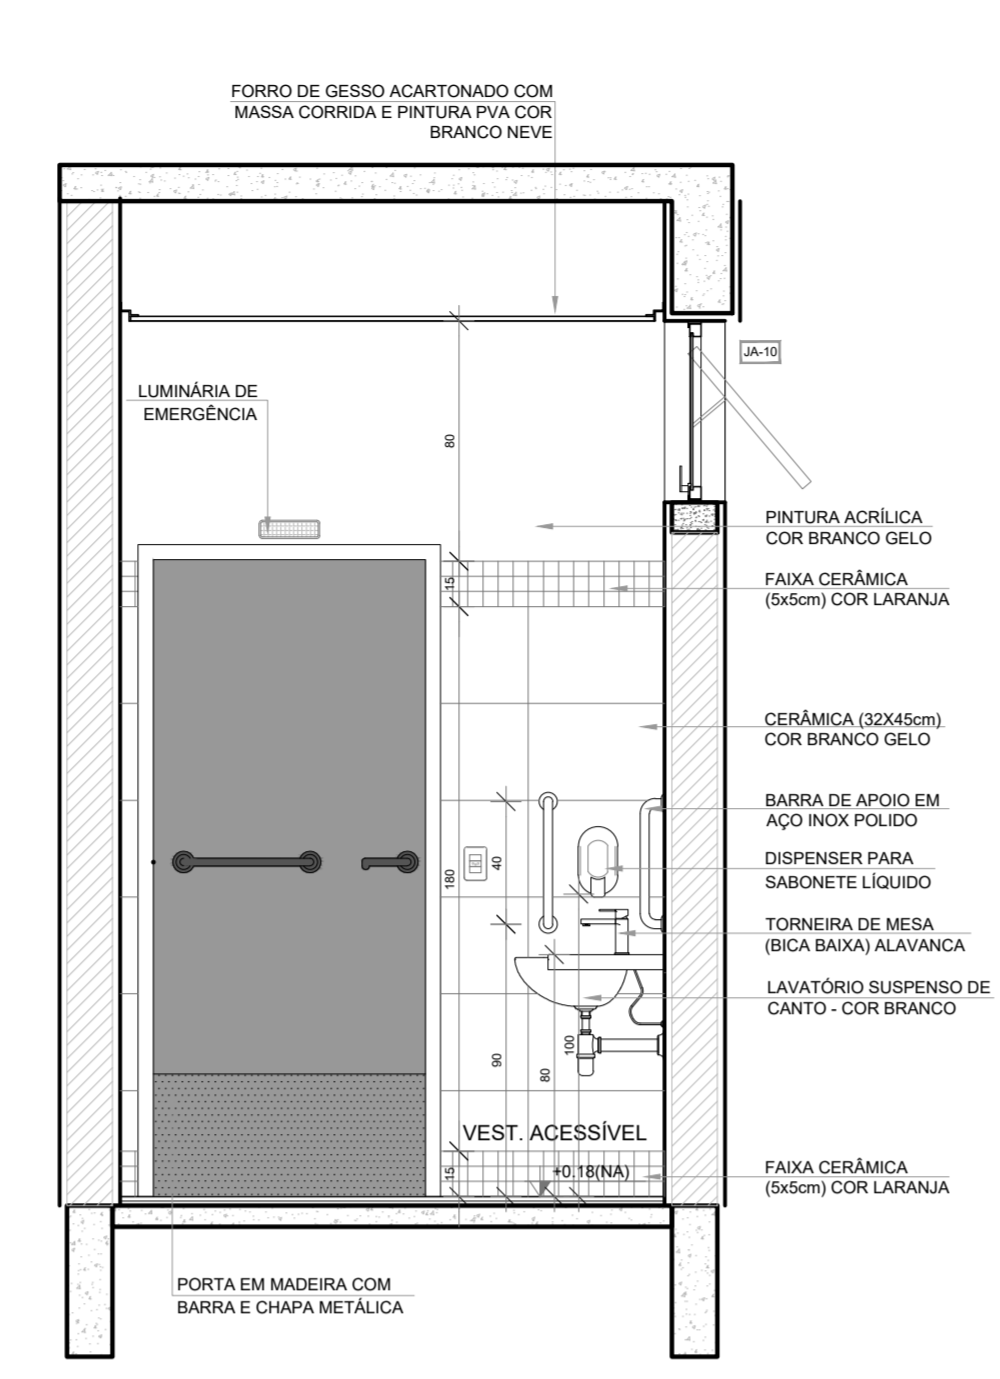 FORRO DE GESSO ACARTONADO COM
MASSA CORRIDA E PINTURA PVA COR
BRANCO NEVE
JA-10
LUMINÁRIA DE
EMERGÊNCIA
80
PINTURA ACRÍLICA
COR BRANCO GELO
15
FAIXA CERÂMICA
(5x5cm) COR LARANJA
CERÂMICA (32X45cm)
COR BRANCO GELO
BARRA DE APOIO EM
AÇO INOX POLIDO
40
180
DISPENSER PARA
SABONETE LÍQUIDO
TORNEIRA DE MESA
(BICA BAIXA) ALAVANCA
LAVATÓRIO SUSPENSO DE
CANTO - COR BRANCO
100
90
80
VEST. ACESSÍVEL
15
+0.18(NA)
FAIXA CERÂMICA
(5x5cm) COR LARANJA
PORTA EM MADEIRA COM
BARRA E CHAPA METÁLICA